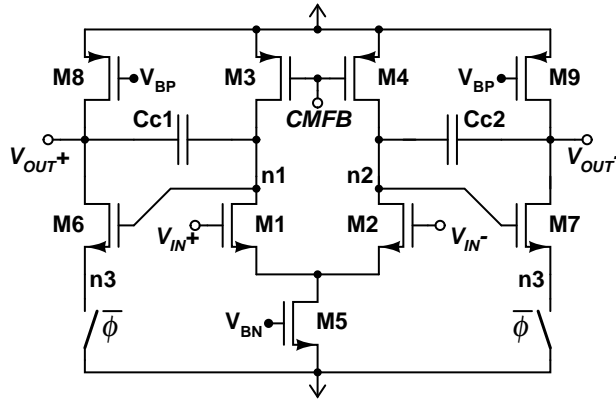 M8
V_BP
M3
M4
V_BP
M9
Cc1
CMFB
Cc2
V_OUT+
V_OUT-
n1
n2
M6
V_IN+
M1
M2
V_IN-
M7
n3
n3
ϕ̅
V_BN
M5
ϕ̅